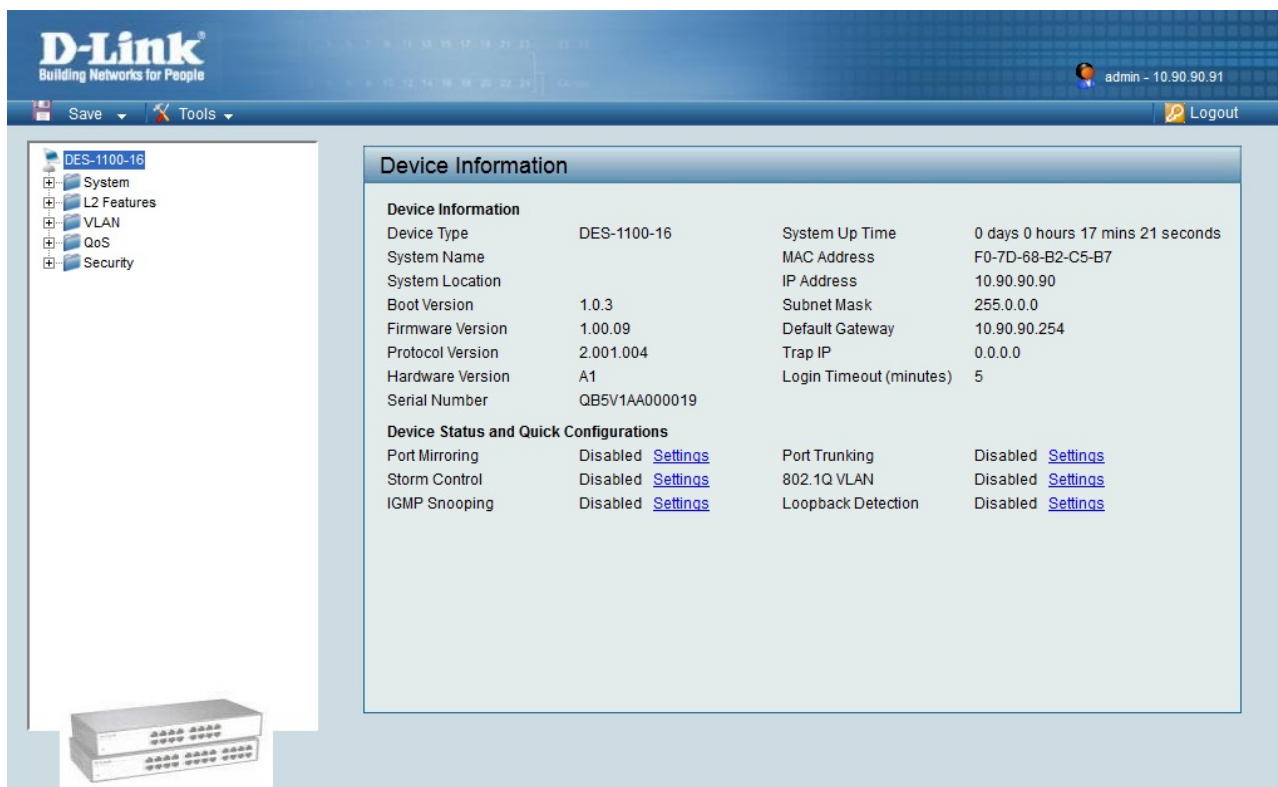 D-Link®
Building Networks for People
admin - 10.90.90.91
Save
Tools
Logout
DES-1100-16
System
L2 Features
VLAN
QoS
Security
Device Information
Device Information
Device Type DES-1100-16 System Up Time 0 days 0 hours 17 mins 21 seconds
System Name MAC Address F0-7D-68-B2-C5-B7
System Location IP Address 10.90.90.90
Boot Version 1.0.3 Subnet Mask 255.0.0.0
Firmware Version 1.00.09 Default Gateway 10.90.90.254
Protocol Version 2.001.004 Trap IP 0.0.0.0
Hardware Version A1 Login Timeout (minutes) 5
Serial Number QB5V1AA000019
Device Status and Quick Configurations
Port Mirroring Disabled Settings Port Trunking Disabled Settings
Storm Control Disabled Settings 802.1Q VLAN Disabled Settings
IGMP Snooping Disabled Settings Loopback Detection Disabled Settings